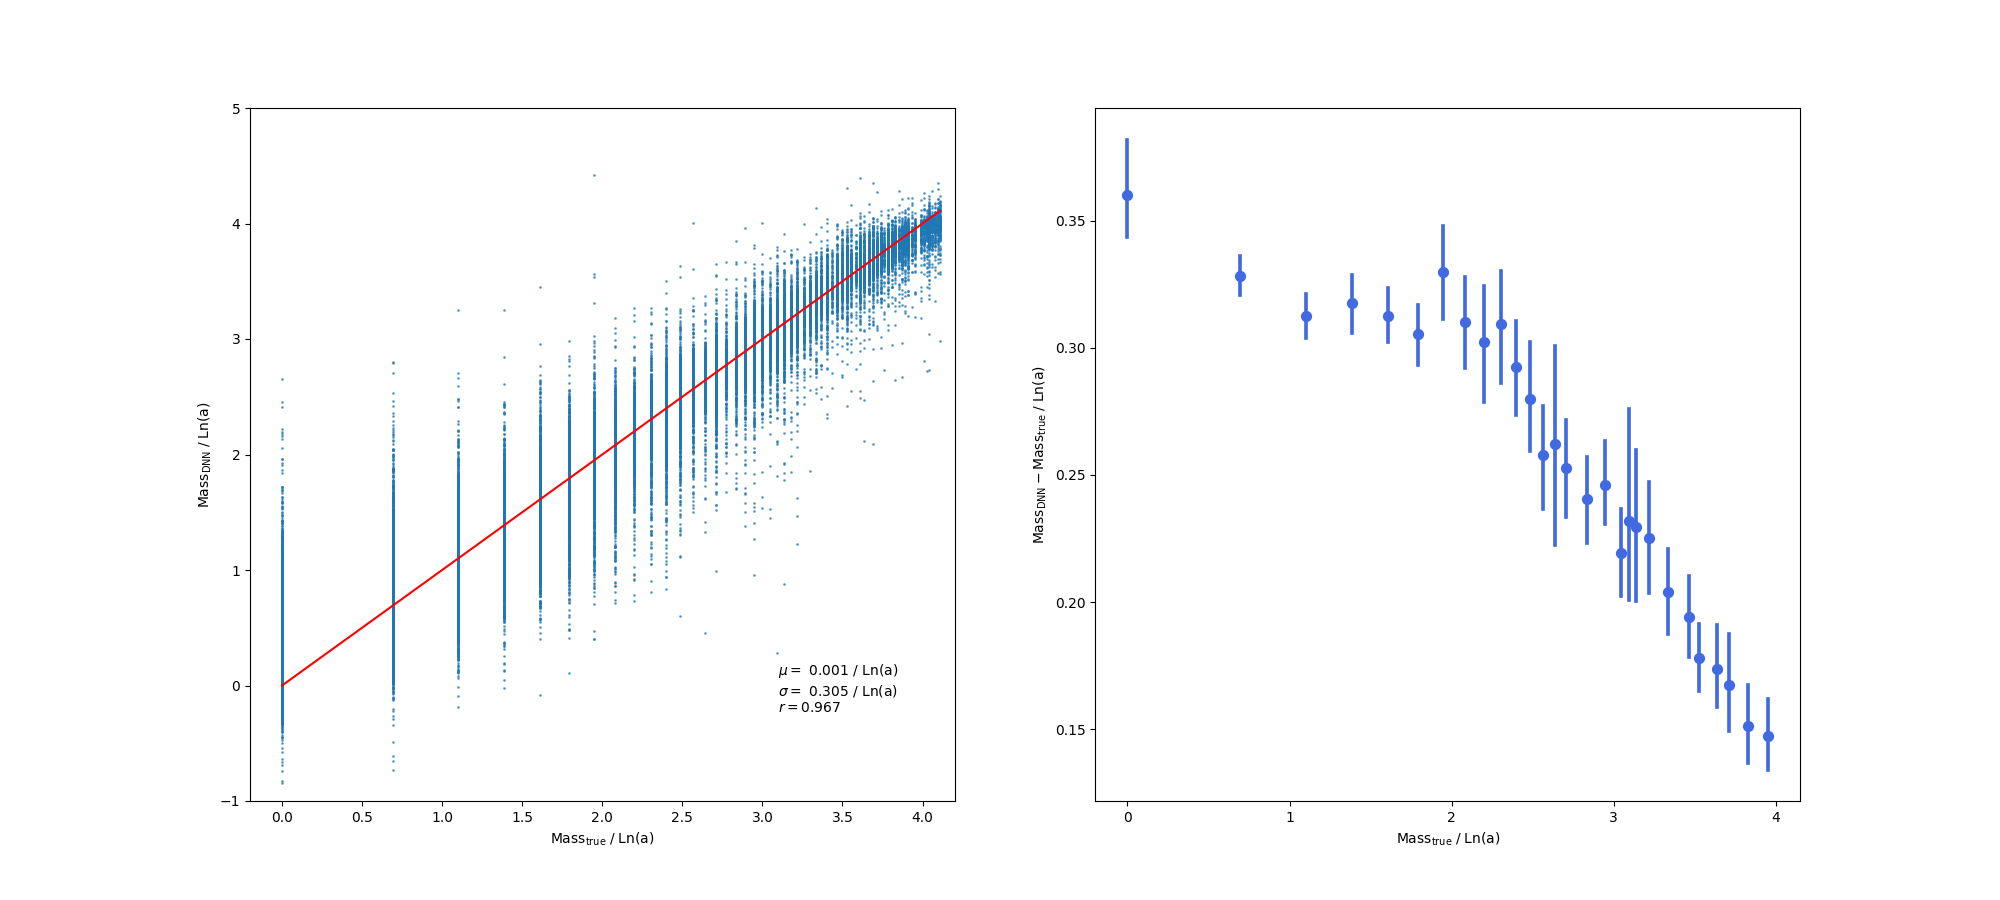 5
4
3
2
1
0
−1
Mass_DNN / Ln(a)
μ = 0.001 / Ln(a)
σ = 0.305 / Ln(a)
r = 0.967
0.0 0.5 1.0 1.5 2.0 2.5 3.0 3.5 4.0
Mass_true / Ln(a)
0.35
0.30
0.25
0.20
0.15
Mass_DNN − Mass_true / Ln(a)
0 1 2 3 4
Mass_true / Ln(a)